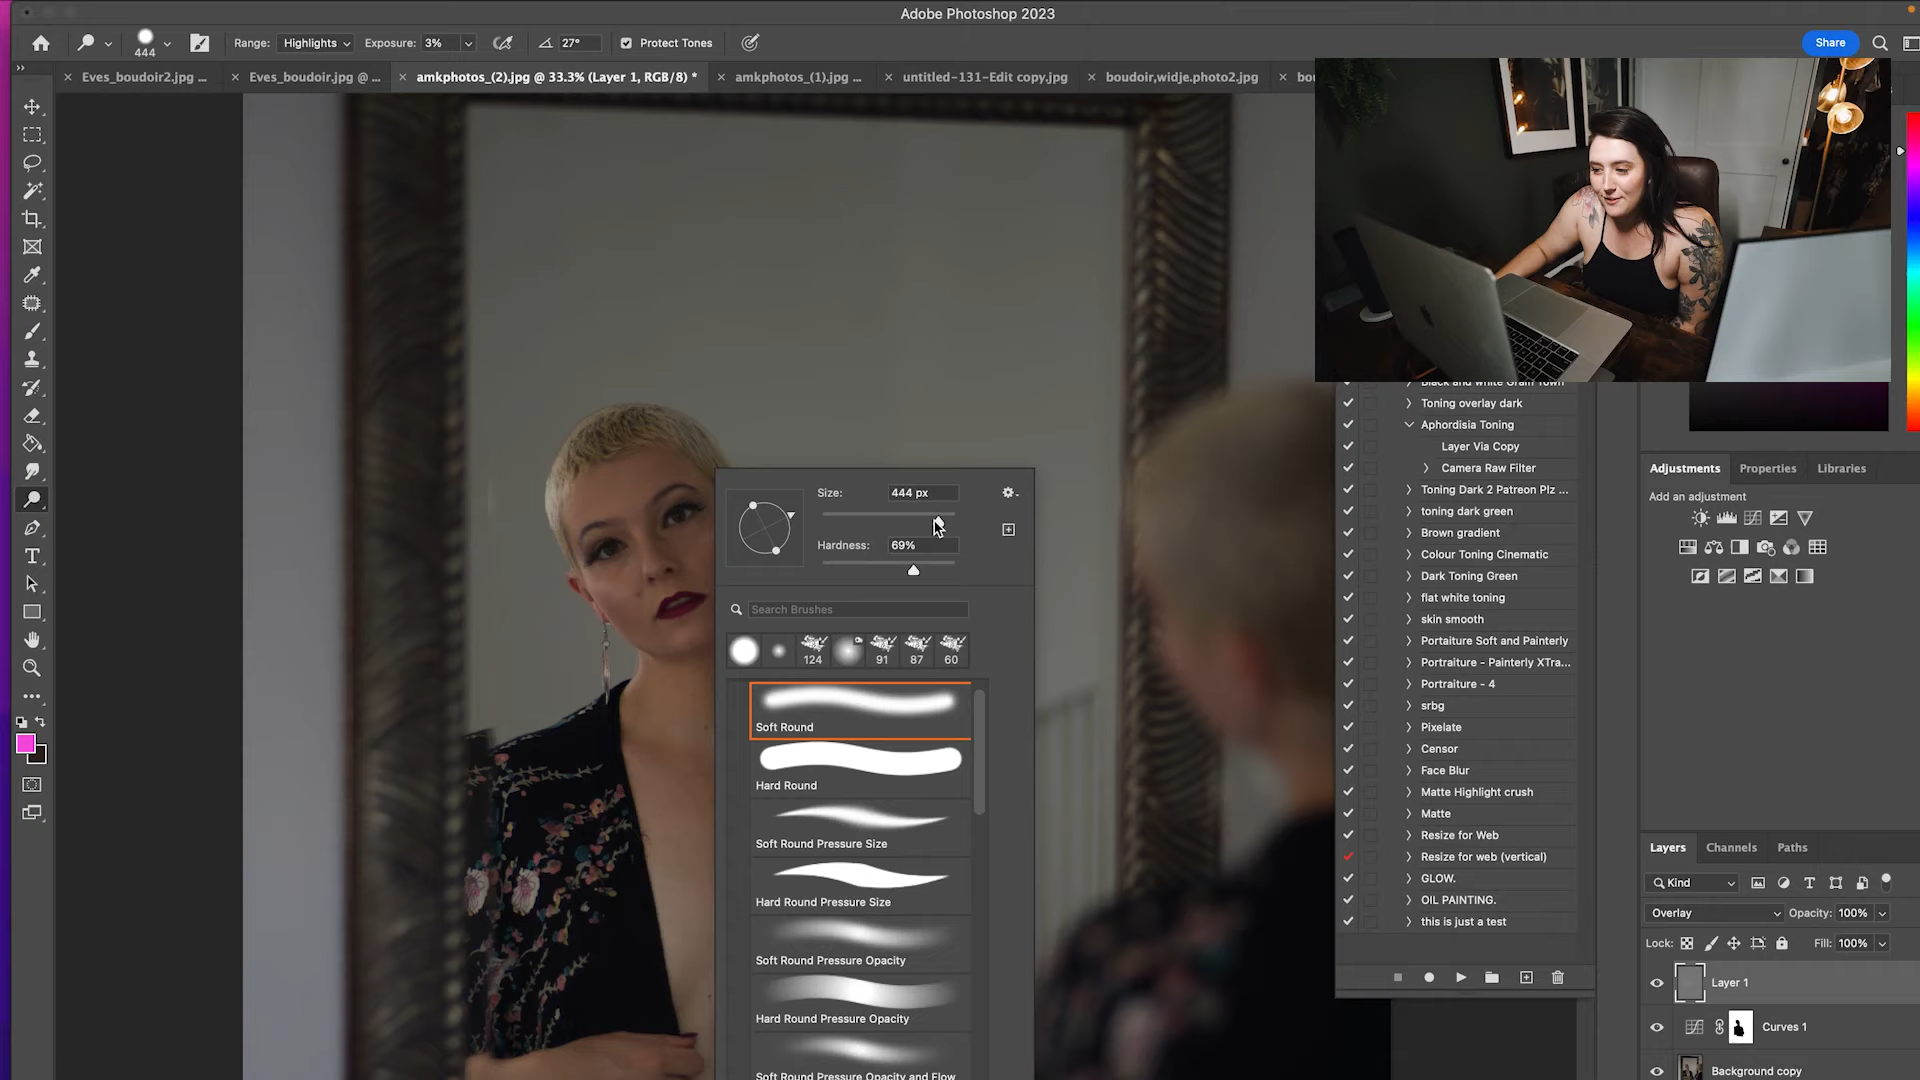 Adobe Photoshop 2023
444
Range: Highlights
Exposure: 3%
27°
Protect Tones
Share
Eves_boudoir2.jpg ...
Eves_boudoir.jpg @ ...
amkphotos_(2).jpg @ 33.3% (Layer 1, RGB/8) *
amkphotos_(1).jpg ...
untitled-131-Edit copy.jpg
boudoir,widje.photo2.jpg
Size: 444 px
Hardness: 69%
Search Brushes
124 91 87 60
Soft Round
Hard Round
Soft Round Pressure Size
Hard Round Pressure Size
Soft Round Pressure Opacity
Hard Round Pressure Opacity
Soft Round Pressure Opacity and Flow
Black and white Grain Town
Toning overlay dark
Aphordisia Toning
Layer Via Copy
Camera Raw Filter
Toning Dark 2 Patreon Plz ...
toning dark green
Brown gradient
Colour Toning Cinematic
Dark Toning Green
flat white toning
skin smooth
Portaiture Soft and Painterly
Portraiture - Painterly XTra...
Portraiture - 4
srbg
Pixelate
Censor
Face Blur
Matte Highlight crush
Matte
Resize for Web
Resize for web (vertical)
GLOW.
OIL PAINTING.
this is just a test
Adjustments
Properties
Libraries
Add an adjustment
Layers
Channels
Paths
Kind
Overlay
Opacity: 100%
Lock:
Fill: 100%
Layer 1
Curves 1
Background copy